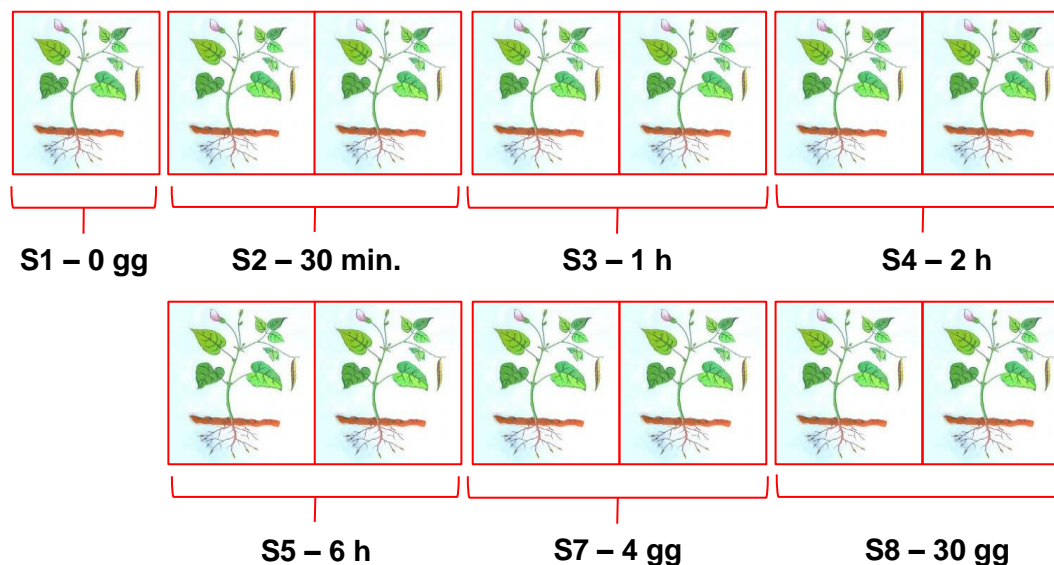 S1 – 0 gg
S2 – 30 min.
S3 – 1 h
S4 – 2 h
S5 – 6 h
S7 – 4 gg
S8 – 30 gg